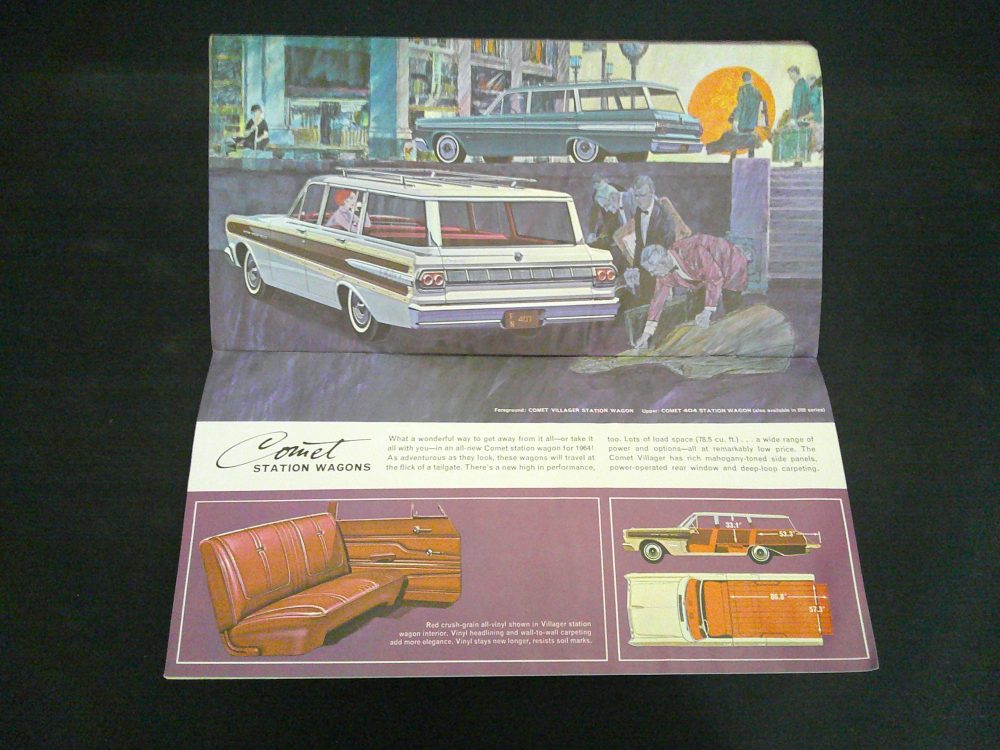 407
Foreground: COMET VILLAGER STATION WAGON Upper: COMET 404 STATION WAGON (also available in 202 series)
Comet
STATION WAGONS
What a wonderful way to get away from it all—or take it
all with you—in an all-new Comet station wagon for 1964!
As adventurous as they look, these wagons will travel at
the flick of a tailgate. There's a new high in performance,
too. Lots of load space (78.5 cu. ft.) . . . a wide range of
power and options—all at remarkably low price. The
Comet Villager has rich mahogany-toned side panels,
power-operated rear window and deep-loop carpeting.
Red crush-grain all-vinyl shown in Villager station
wagon interior. Vinyl headlining and wall-to-wall carpeting
add more elegance. Vinyl stays new longer, resists soil marks.
33.1"
53.3"
86.8"
57.3"